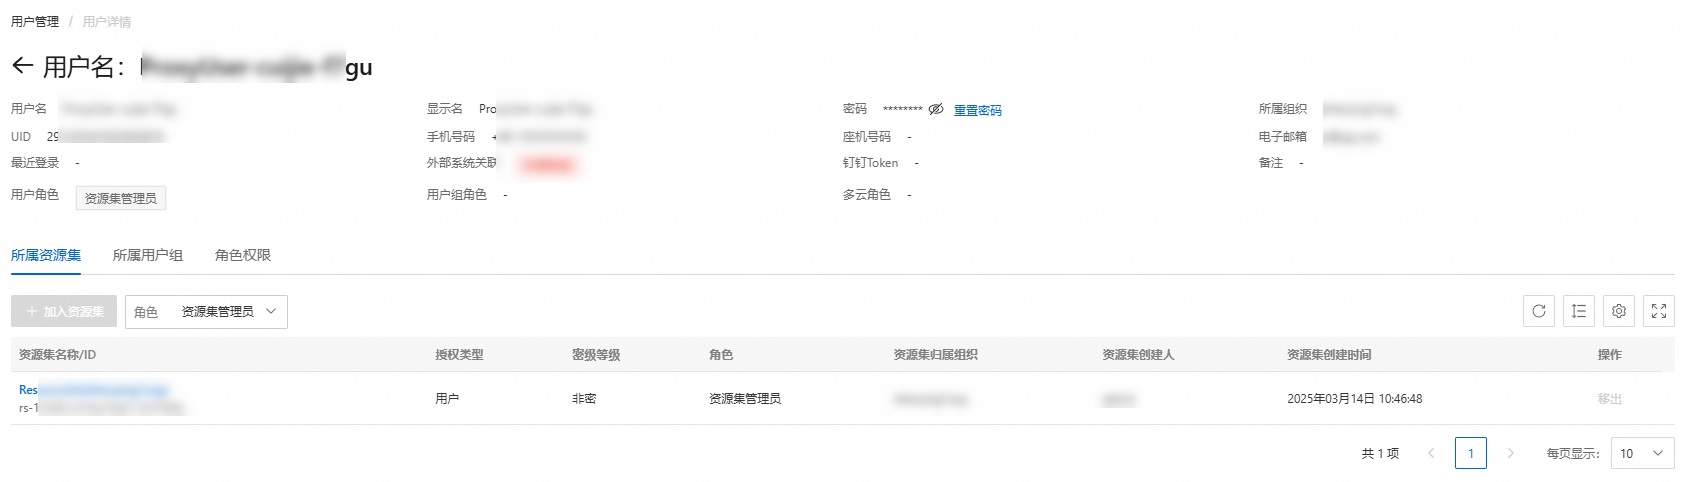 用户管理 / 用户详情
← 用户名： gu
用户名 显示名 Pro 密码 ******** 重置密码 所属组织
UID 29 手机号码 + 座机号码 - 电子邮箱
最近登录 - 外部系统关联 钉钉Token - 备注 -
用户角色 资源集管理员 用户组角色 - 多云角色 -
所属资源集 所属用户组 角色权限
+ 加入资源集 角色 资源集管理员
资源集名称/ID 授权类型 密级等级 角色 资源集归属组织 资源集创建人 资源集创建时间 操作
Res
rs-1 用户 非密 资源集管理员 2025年03月14日 10:46:48 移出
共 1 项 1 每页显示： 10